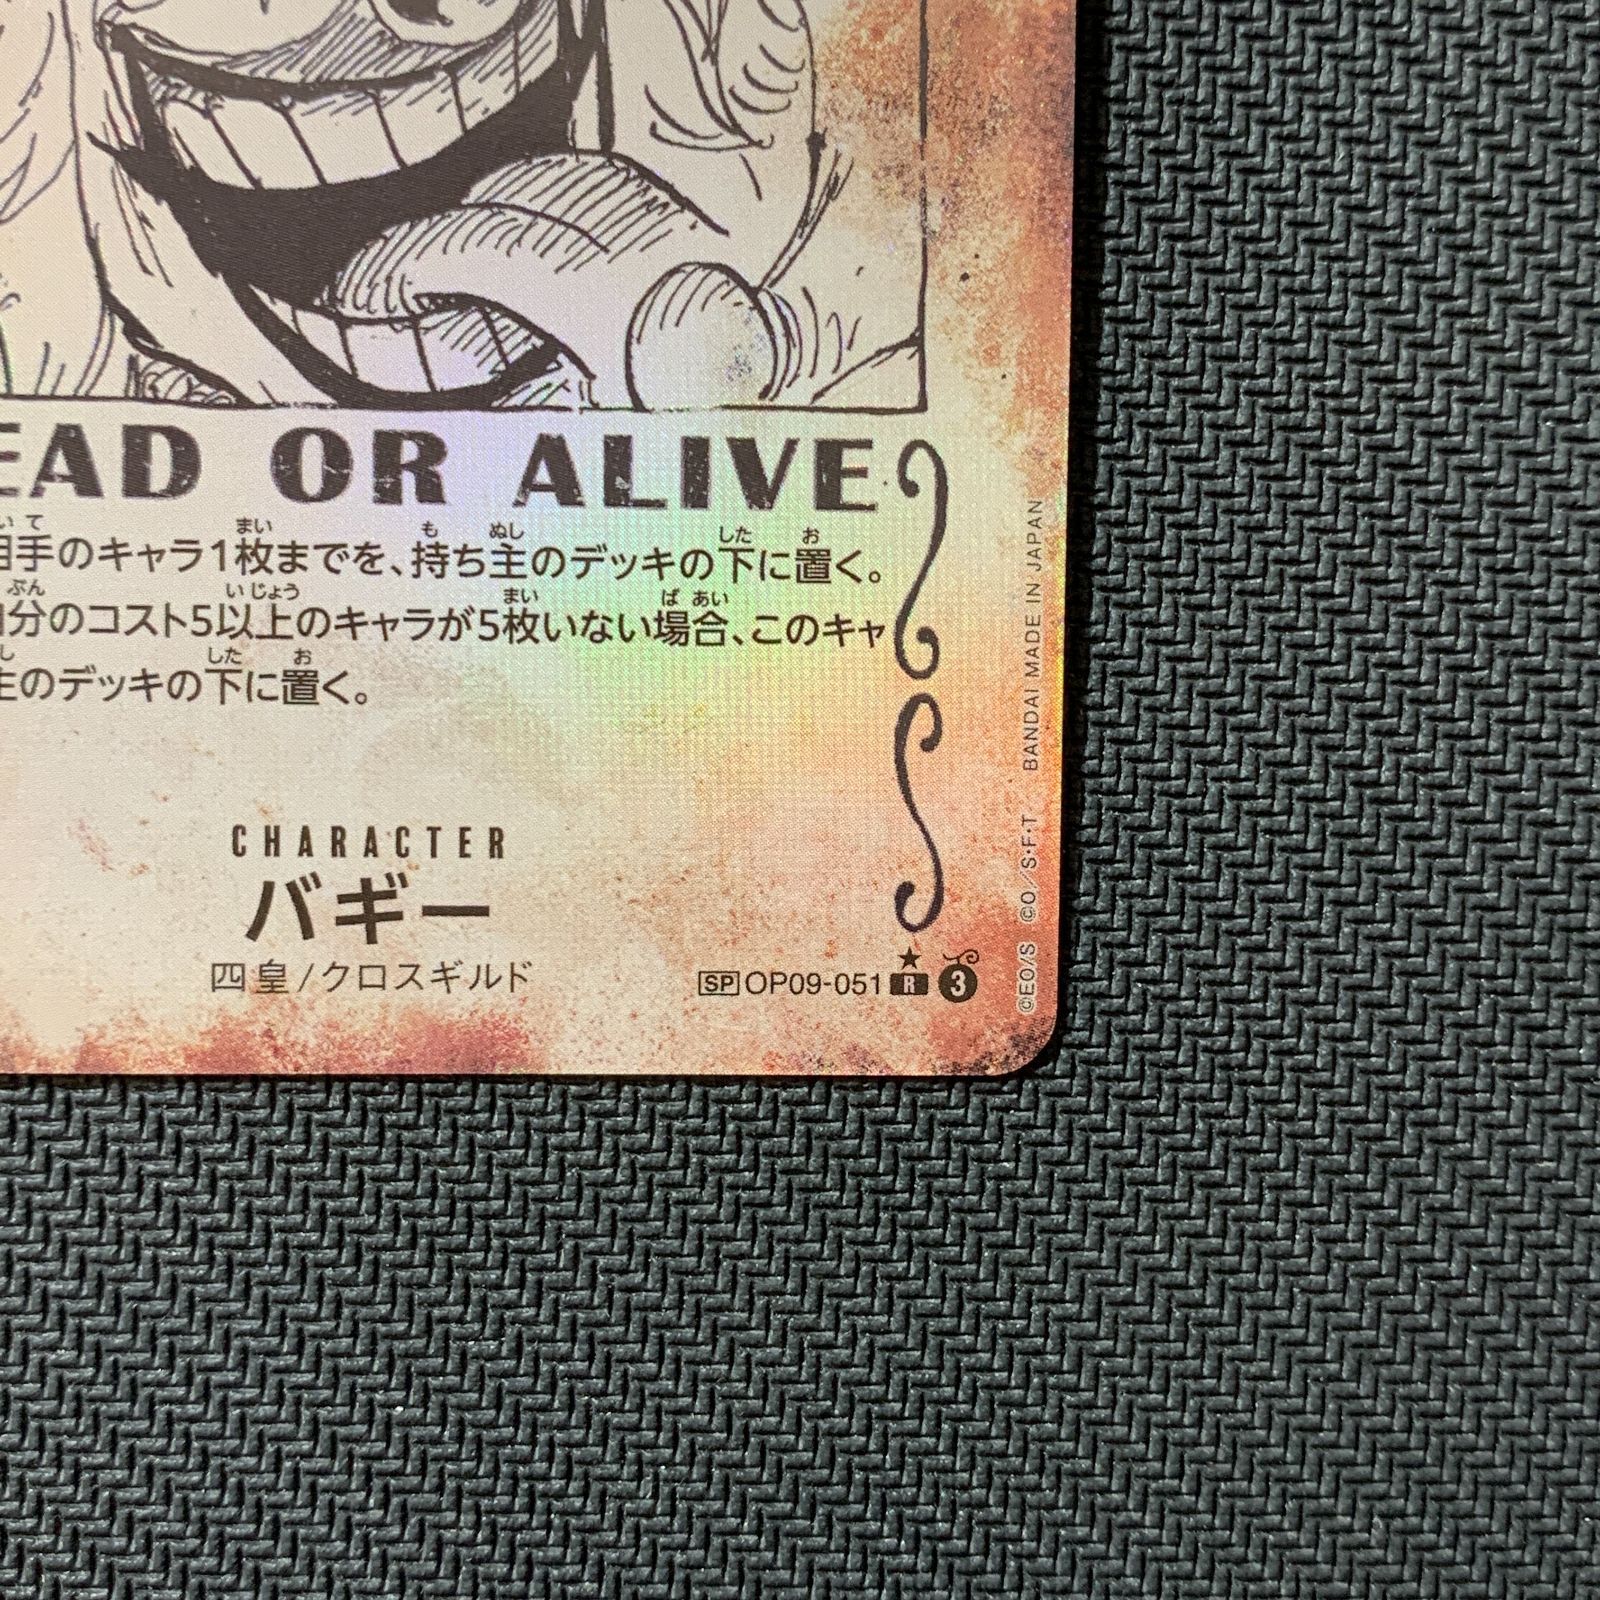 EAD OR ALIVE
相手のキャラ1枚までを、持ち主のデッキの下に置く。
自分のコスト5以上のキャラが5枚いない場合、このキャ
主のデッキの下に置く。
CHARACTER
バギー
四皇/クロスギルド
SP OP09-051 R 3
©EO/S ©O/S・F・T BANDAI MADE IN JAPAN